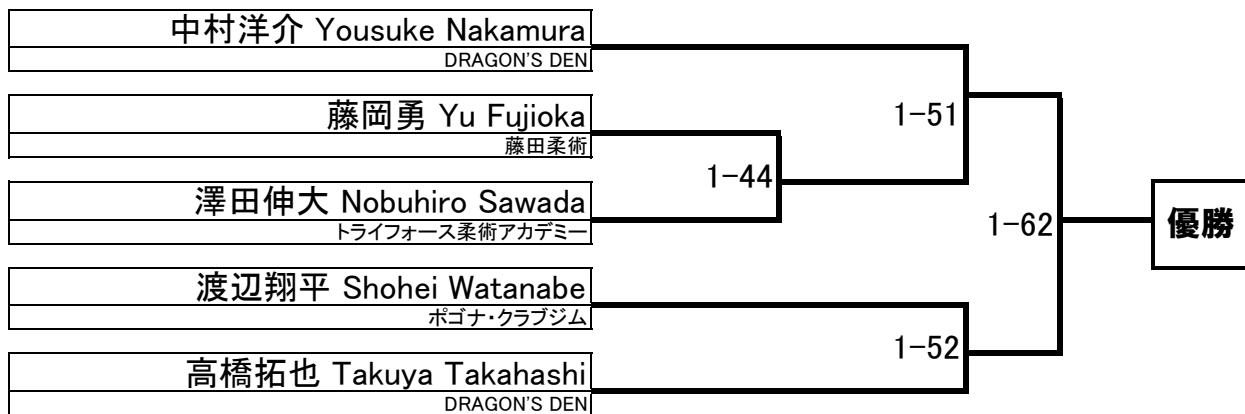 中村洋介 Yousuke Nakamura
DRAGON'S DEN
藤岡勇 Yu Fujioka
藤田柔術
1-51
1-44
澤田伸大 Nobuhiro Sawada
トライフォース柔術アカデミー
1-62
優勝
渡辺翔平 Shohei Watanabe
ポゴナ・クラブジム
1-52
高橋拓也 Takuya Takahashi
DRAGON'S DEN